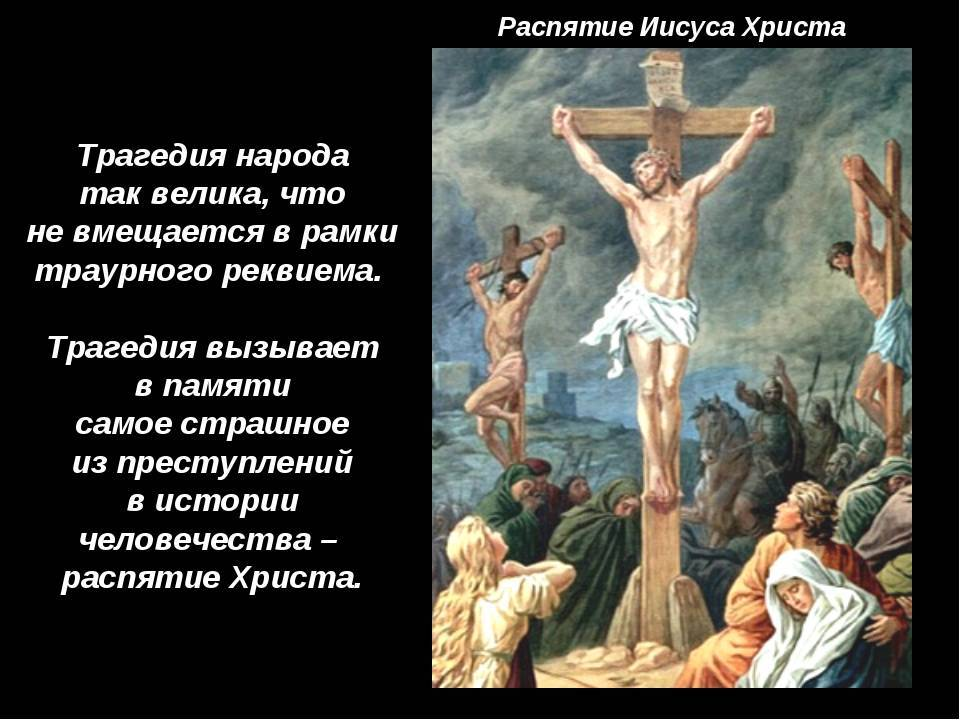 Распятие Иисуса Христа
Трагедия народа
так велика, что
не вмещается в рамки
траурного реквиема.
Трагедия вызывает
в памяти
самое страшное
из преступлений
в истории
человечества –
распятие Христа.